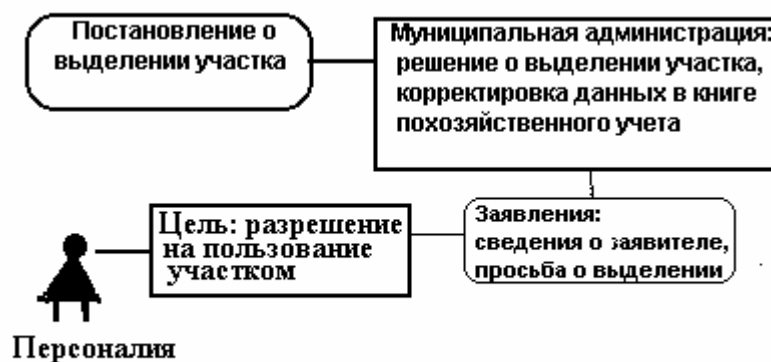 Постановление о
выделении участка
Муниципальная администрация:
решение о выделении участка,
корректировка данных в книге
похозяйственного учета
Цель: разрешение
на пользование
участком
Заявления:
сведения о заявителе,
просьба о выделении
Персоналия